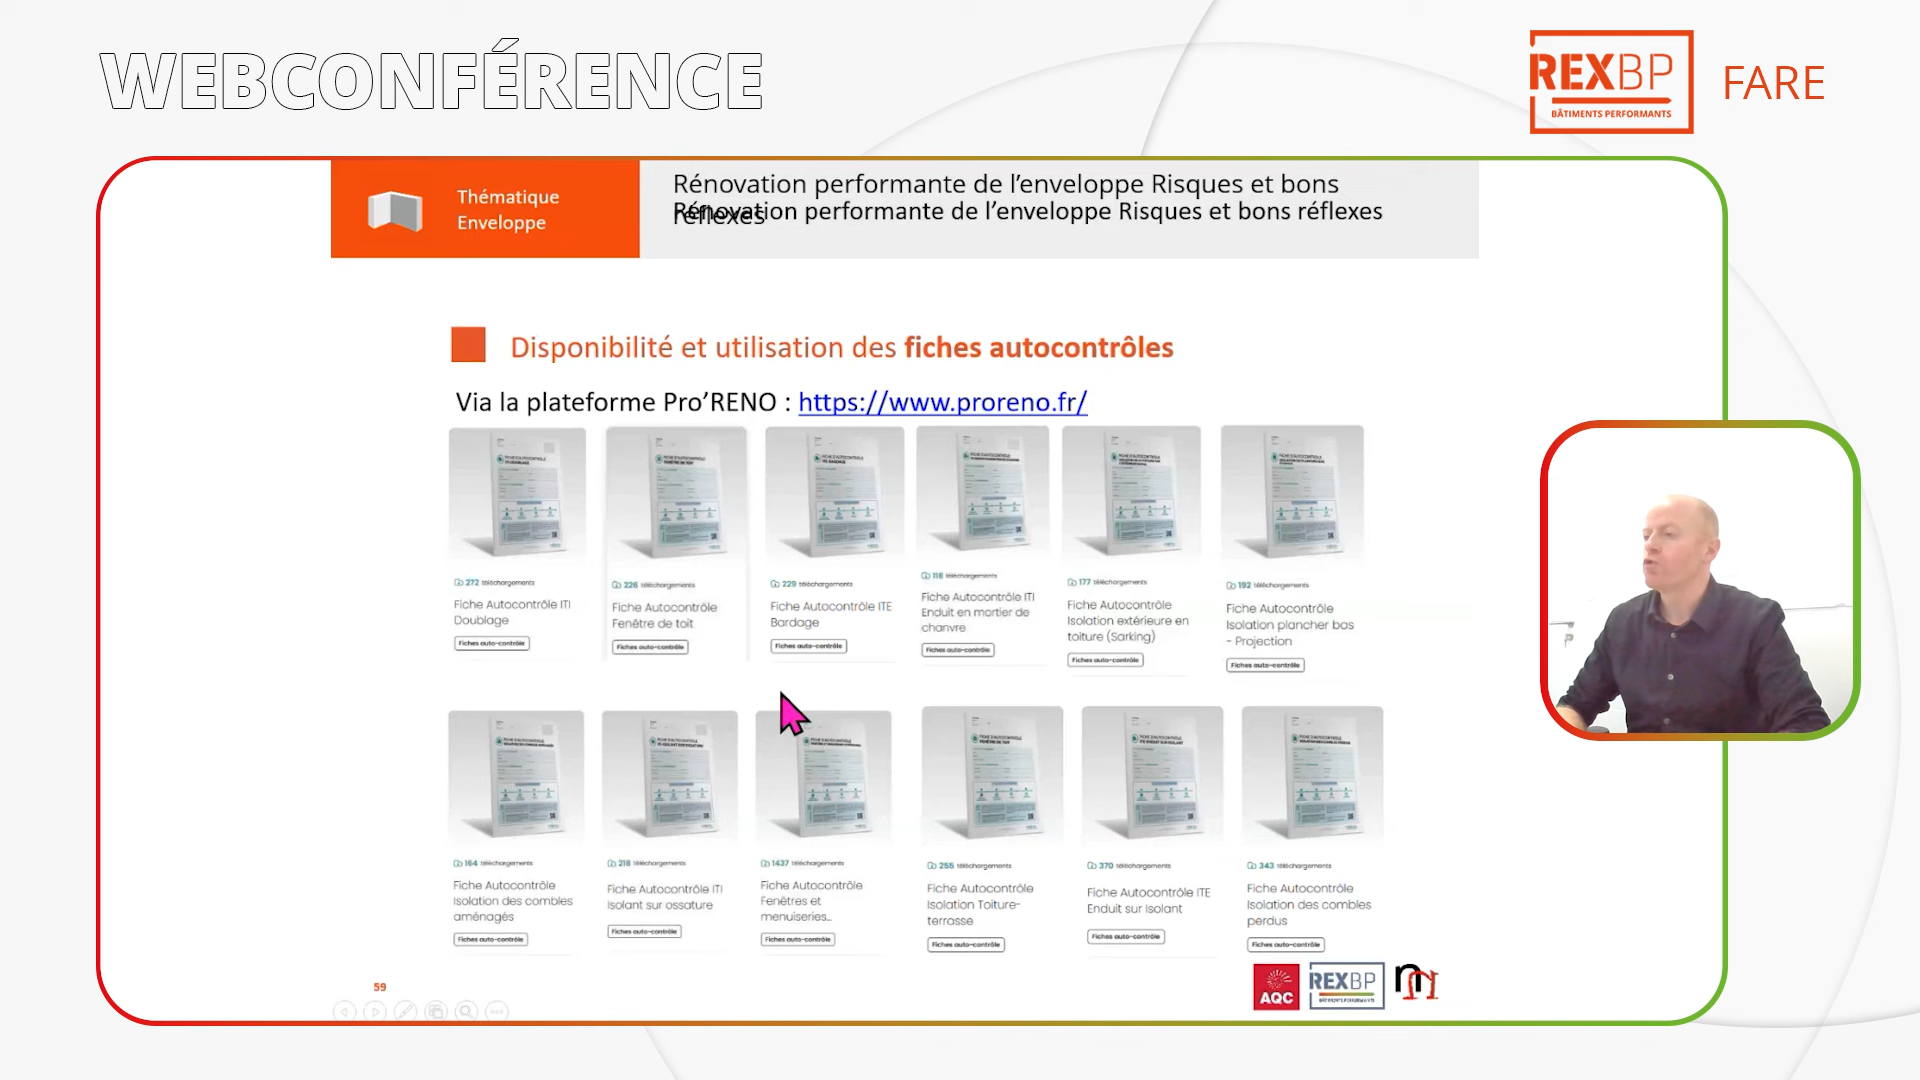 WEBCONFÉRENCE
REXBP
BÂTIMENTS PERFORMANTS
FARE
Thématique
Enveloppe
Rénovation performante de l’enveloppe Risques et bons
réflexes
Rénovation performante de l’enveloppe Risques et bons réflexes
Disponibilité et utilisation des fiches autocontrôles
Via la plateforme Pro’RENO : https://www.proreno.fr/
272 téléchargements
Fiche Autocontrôle ITI
Doublage
Fiches auto-contrôle
226 téléchargements
Fiche Autocontrôle
Fenêtre de toit
Fiches auto-contrôle
229 téléchargements
Fiche Autocontrôle ITE
Bardage
Fiches auto-contrôle
118 téléchargements
Fiche Autocontrôle ITI
Enduit en mortier de
chanvre
Fiches auto-contrôle
177 téléchargements
Fiche Autocontrôle
Isolation extérieure en
toiture (Sarking)
Fiches auto-contrôle
192 téléchargements
Fiche Autocontrôle
Isolation plancher bas
- Projection
Fiches auto-contrôle
164 téléchargements
Fiche Autocontrôle
Isolation des combles
aménagés
Fiches auto-contrôle
218 téléchargements
Fiche Autocontrôle ITI
Isolant sur ossature
Fiches auto-contrôle
1437 téléchargements
Fiche Autocontrôle
Fenêtres et
menuiseries...
Fiches auto-contrôle
255 téléchargements
Fiche Autocontrôle
Isolation Toiture-
terrasse
Fiches auto-contrôle
370 téléchargements
Fiche Autocontrôle ITE
Enduit sur Isolant
Fiches auto-contrôle
343 téléchargements
Fiche Autocontrôle
Isolation des combles
perdus
Fiches auto-contrôle
59
AQC
REXBP
BÂTIMENTS PERFORMANTS